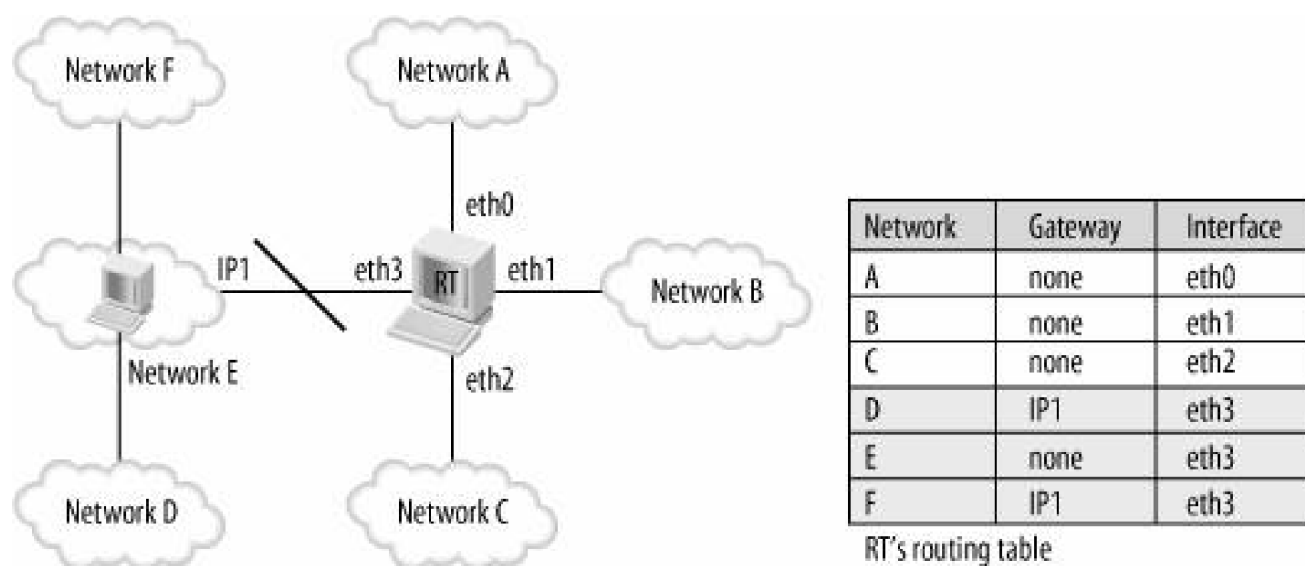 Network F
Network A
eth0
IP1
eth3
RT
eth1
Network B
Network E
eth2
Network D
Network C
Network Gateway Interface
A none eth0
B none eth1
C none eth2
D IP1 eth3
E none eth3
F IP1 eth3
RT's routing table